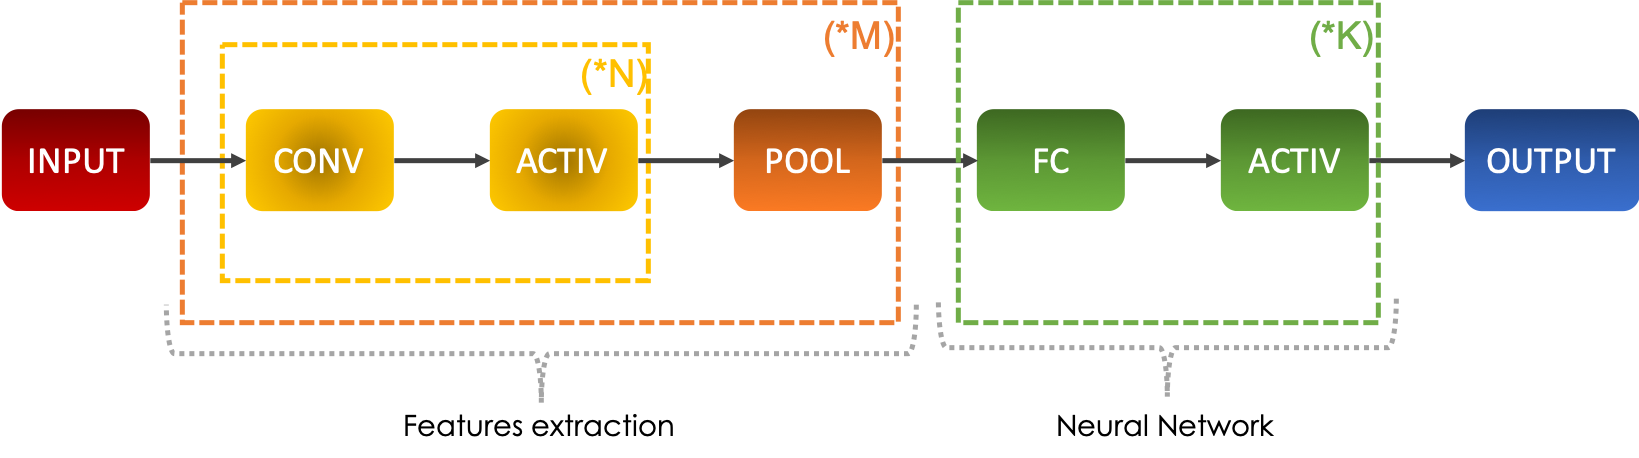 (*M)
(*K)
(*N)
INPUT
CONV
ACTIV
POOL
FC
ACTIV
OUTPUT
Features extraction
Neural Network